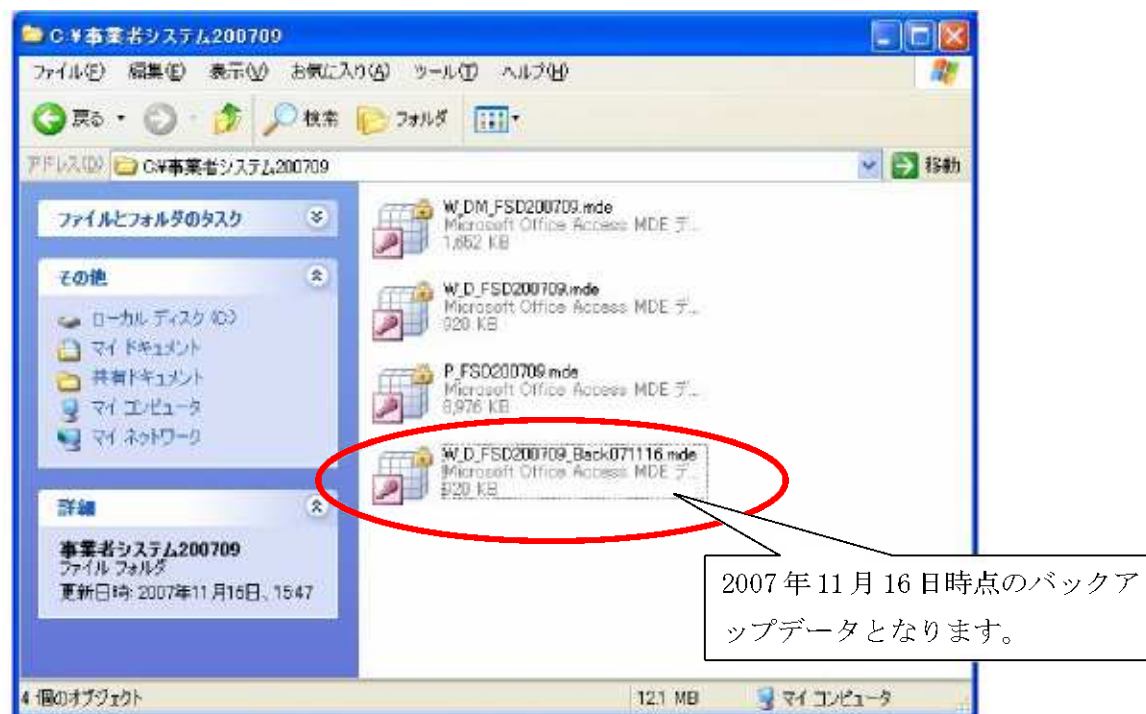 C:¥事業者システム200709
ファイル(F) 編集(E) 表示(V) お気に入り(A) ツール(T) ヘルプ(H)
戻る 検索 フォルダ
アドレス(D) C:¥事業者システム200709 移動
ファイルとフォルダのタスク
その他
ローカル ディスク (C:)
マイ ドキュメント
共有ドキュメント
マイ コンピュータ
マイ ネットワーク
詳細
事業者システム200709
ファイル フォルダ
更新日時: 2007年11月16日、15:47
W_DM_FSD200709.mde
Microsoft Office Access MDE デ...
1,652 KB
W_D_FSD200709.mde
Microsoft Office Access MDE デ...
920 KB
P_FSD200709.mde
Microsoft Office Access MDE デ...
8,976 KB
W_D_FSD200709_Back071116.mde
Microsoft Office Access MDE デ...
920 KB
2007年11月16日時点のバックア
ップデータとなります。
4 個のオブジェクト 12.1 MB マイ コンピュータ